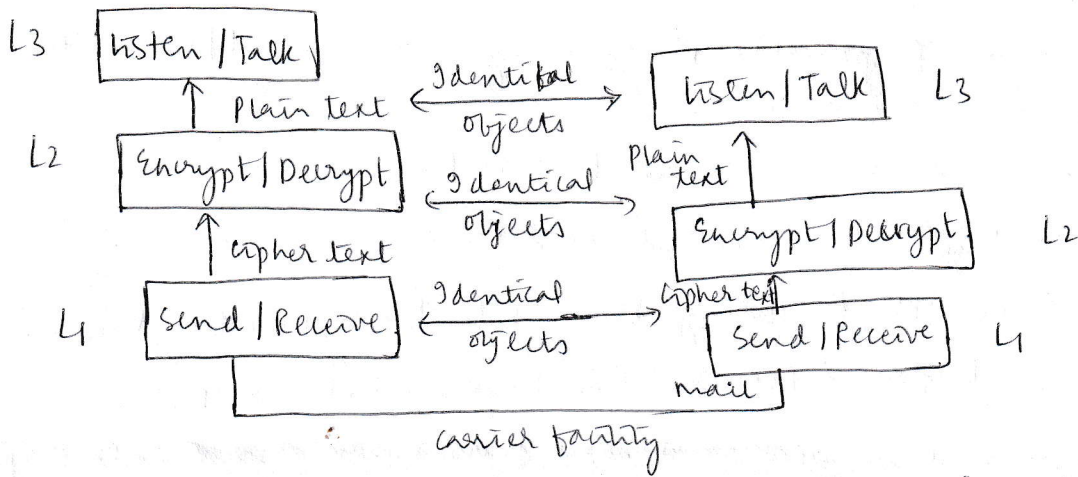 L3 Listen / Talk
Identical
Listen / Talk L3
Plain text
objects
L2
Encrypt / Decrypt
Identical
Plain
text
objects
Encrypt / Decrypt L2
Cipher text
Identical
Cipher text
L1 Send / Receive
objects
Send / Receive L1
mail
carrier facility